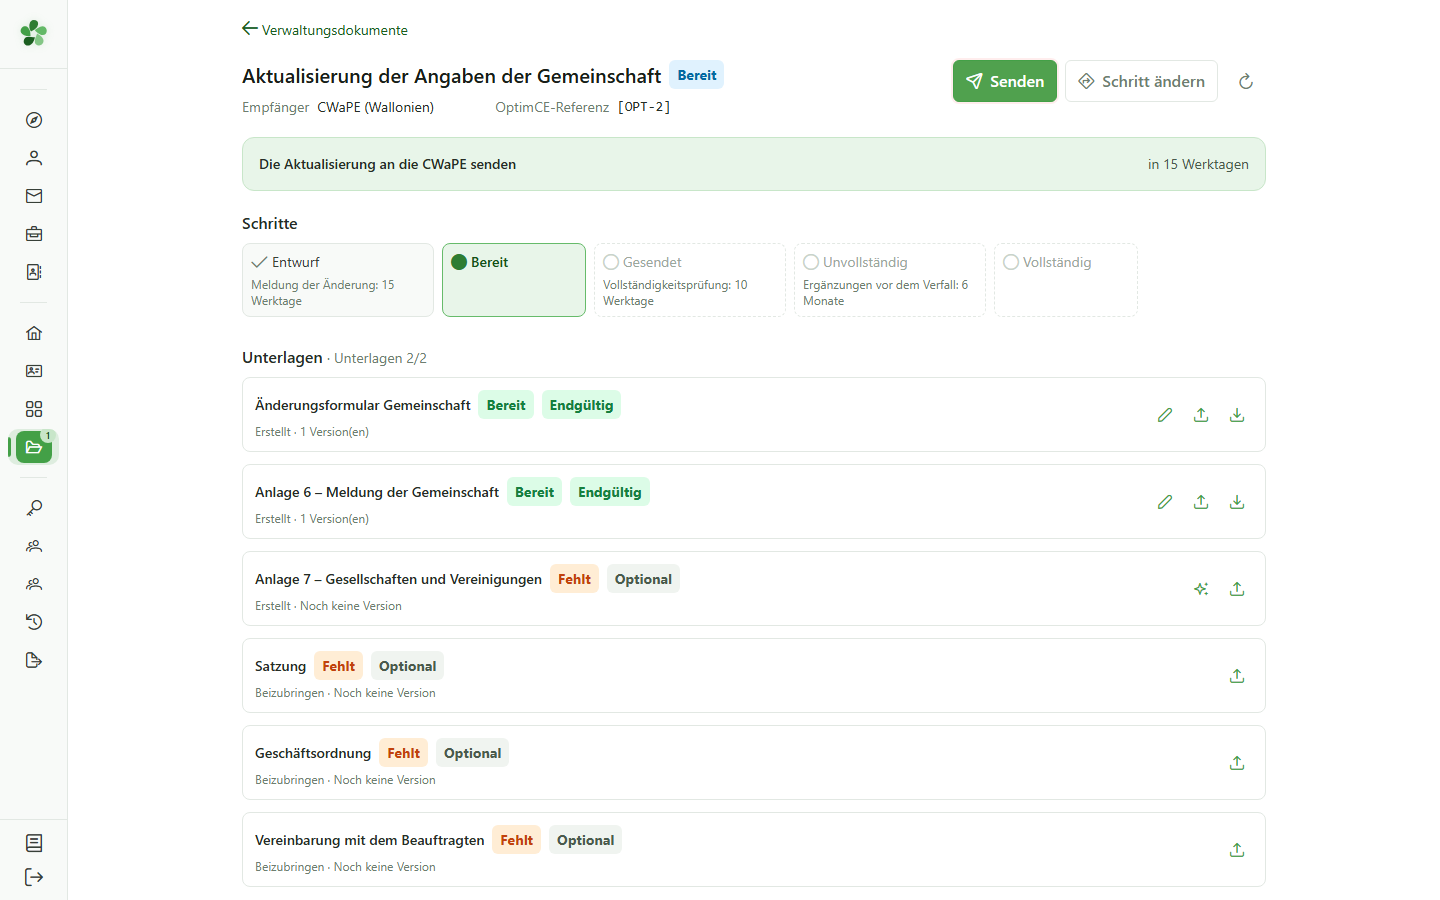 Verwaltungsdokumente
Aktualisierung der Angaben der Gemeinschaft Bereit
Senden
Schritt ändern
Empfänger CWaPE (Wallonien) OptimCE-Referenz [OPT-2]
Die Aktualisierung an die CWaPE senden in 15 Werktagen
Schritte
Entwurf
Meldung der Änderung: 15
Werktage
Bereit
Gesendet
Vollständigkeitsprüfung: 10
Werktage
Unvollständig
Ergänzungen vor dem Verfall: 6
Monate
Vollständig
Unterlagen · Unterlagen 2/2
Änderungsformular Gemeinschaft Bereit Endgültig
Erstellt · 1 Version(en)
1
Anlage 6 – Meldung der Gemeinschaft Bereit Endgültig
Erstellt · 1 Version(en)
Anlage 7 – Gesellschaften und Vereinigungen Fehlt Optional
Erstellt · Noch keine Version
Satzung Fehlt Optional
Beizubringen · Noch keine Version
Geschäftsordnung Fehlt Optional
Beizubringen · Noch keine Version
Vereinbarung mit dem Beauftragten Fehlt Optional
Beizubringen · Noch keine Version